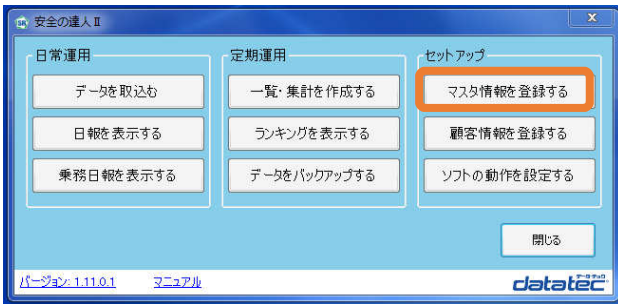 安全の達人Ⅱ
日常運用
データを取込む
日報を表示する
乗務日報を表示する
定期運用
一覧・集計を作成する
ランキングを表示する
データをバックアップする
セットアップ
マスタ情報を登録する
顧客情報を登録する
ソフトの動作を設定する
閉じる
バージョン: 1.11.0.1 マニュアル
datatec